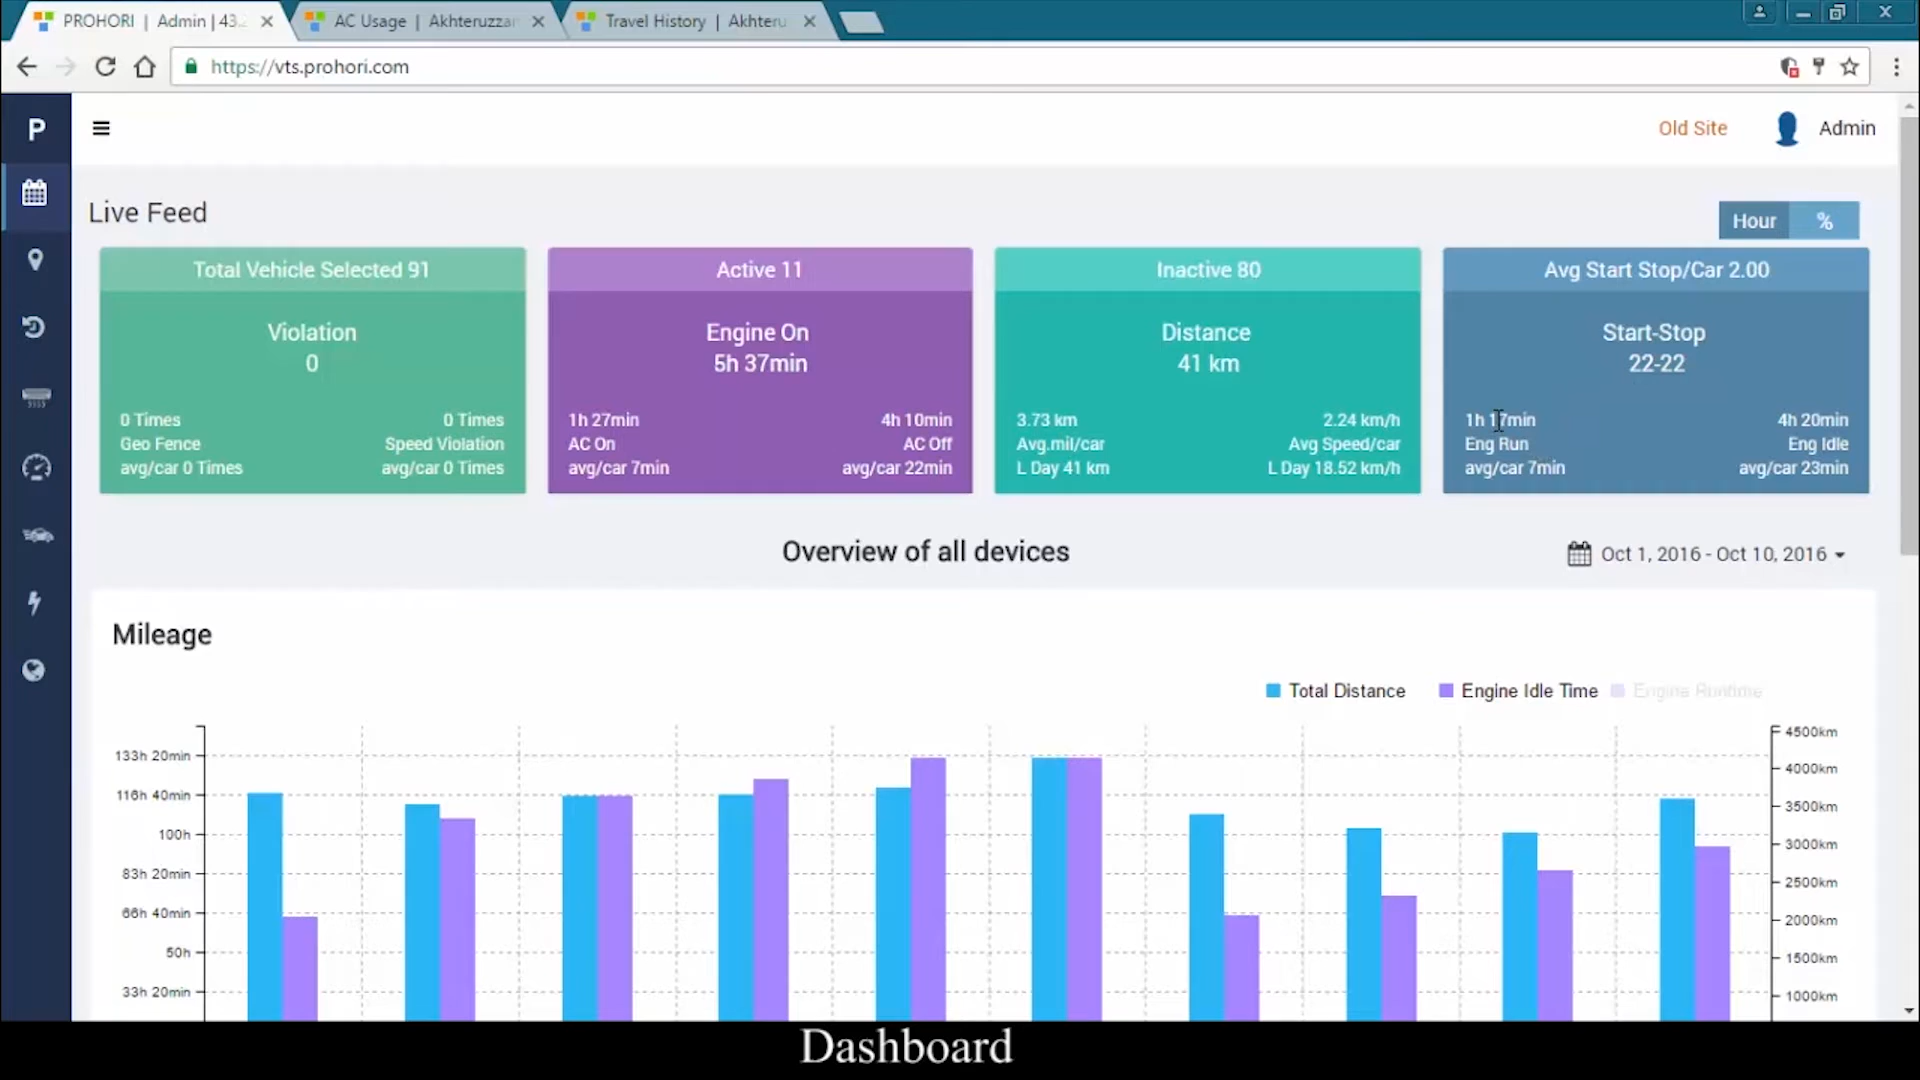 PROHORI | Admin | 43.2
AC Usage | Akhteruzzan
Travel History | Akhteru
https://vts.prohori.com
P
Old Site
Admin
Live Feed
Hour
%
Total Vehicle Selected 91
Violation
0
0 Times
0 Times
Geo Fence
Speed Violation
avg/car 0 Times
avg/car 0 Times
Active 11
Engine On
5h 37min
1h 27min
4h 10min
AC On
AC Off
avg/car 7min
avg/car 22min
Inactive 80
Distance
41 km
3.73 km
2.24 km/h
Avg.mil/car
Avg Speed/car
L Day 41 km
L Day 18.52 km/h
Avg Start Stop/Car 2.00
Start-Stop
22-22
1h 17min
4h 20min
Eng Run
Eng Idle
avg/car 7min
avg/car 23min
Overview of all devices
Oct 1, 2016 - Oct 10, 2016
Mileage
Total Distance
Engine Idle Time
Engine Runtime
133h 20min
116h 40min
100h
83h 20min
66h 40min
50h
33h 20min
4500km
4000km
3500km
3000km
2500km
2000km
1500km
1000km
Dashboard